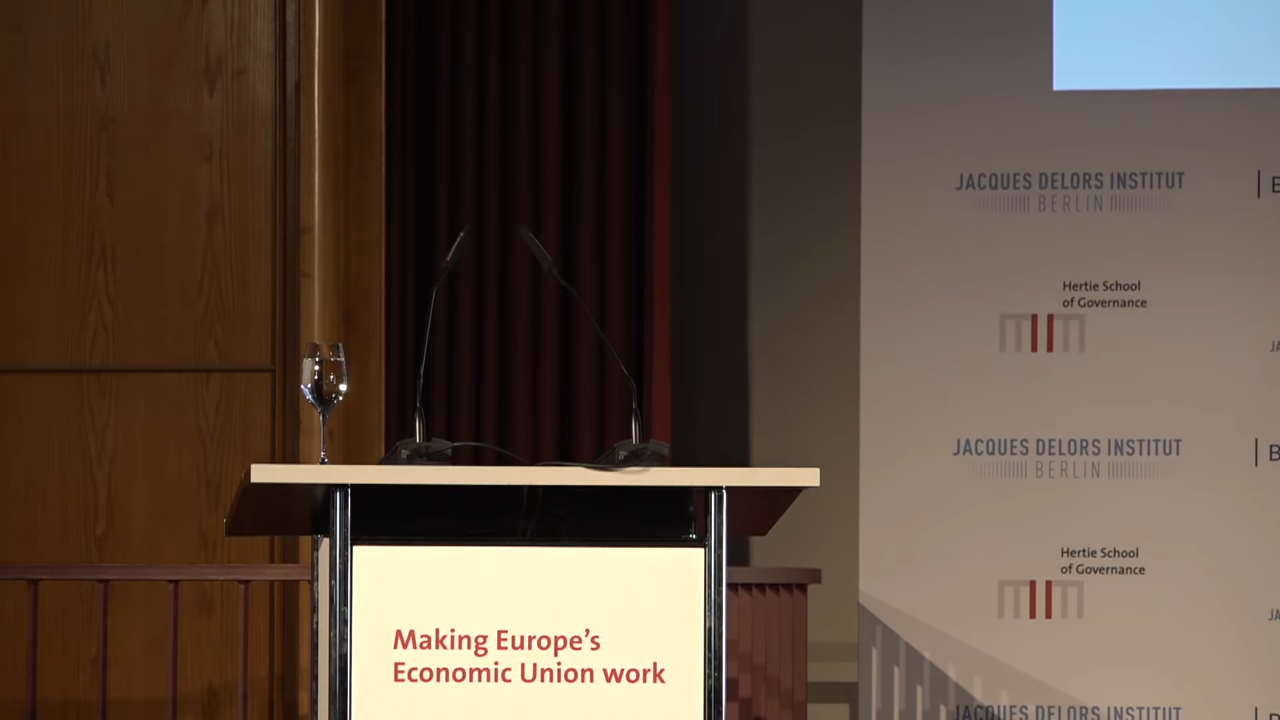 JACQUES DELORS INSTITUT
BERLIN
Hertie School
of Governance
JACQUES DELORS INSTITUT
BERLIN
Hertie School
of Governance
JACQUES DELORS INSTITUT
Making Europe’s
Economic Union work